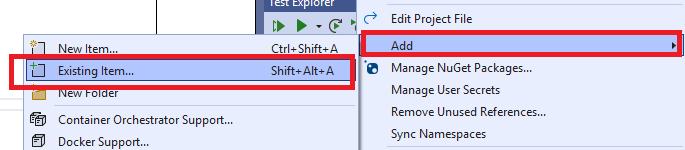 Test Explorer
Edit Project File
Add
Manage NuGet Packages...
Manage User Secrets
Remove Unused References...
Sync Namespaces
New Item... Ctrl+Shift+A
Existing Item... Shift+Alt+A
New Folder
Container Orchestrator Support...
Docker Support...